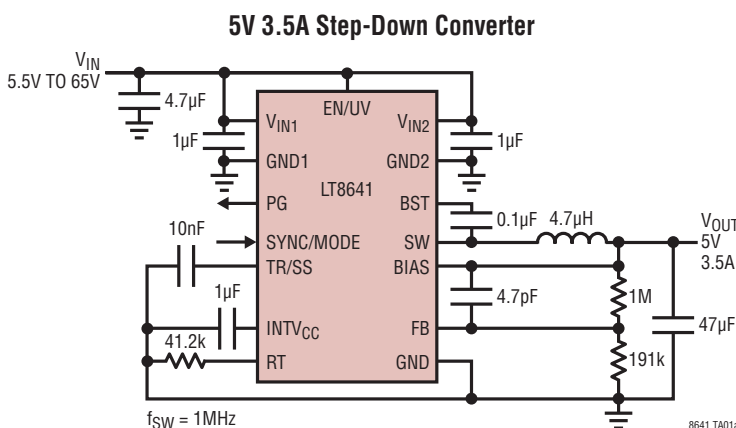 5V 3.5A Step-Down Converter
VIN
5.5V TO 65V
4.7µF
EN/UV
VIN1
VIN2
1µF
1µF
GND1
GND2
LT8641
PG
BST
10nF
0.1µF
4.7µH
VOUT
5V
3.5A
SYNC/MODE
SW
TR/SS
BIAS
1µF
4.7pF
1M
INTVCC
FB
47µF
41.2k
RT
GND
191k
fSW = 1MHz
8641 TA01a